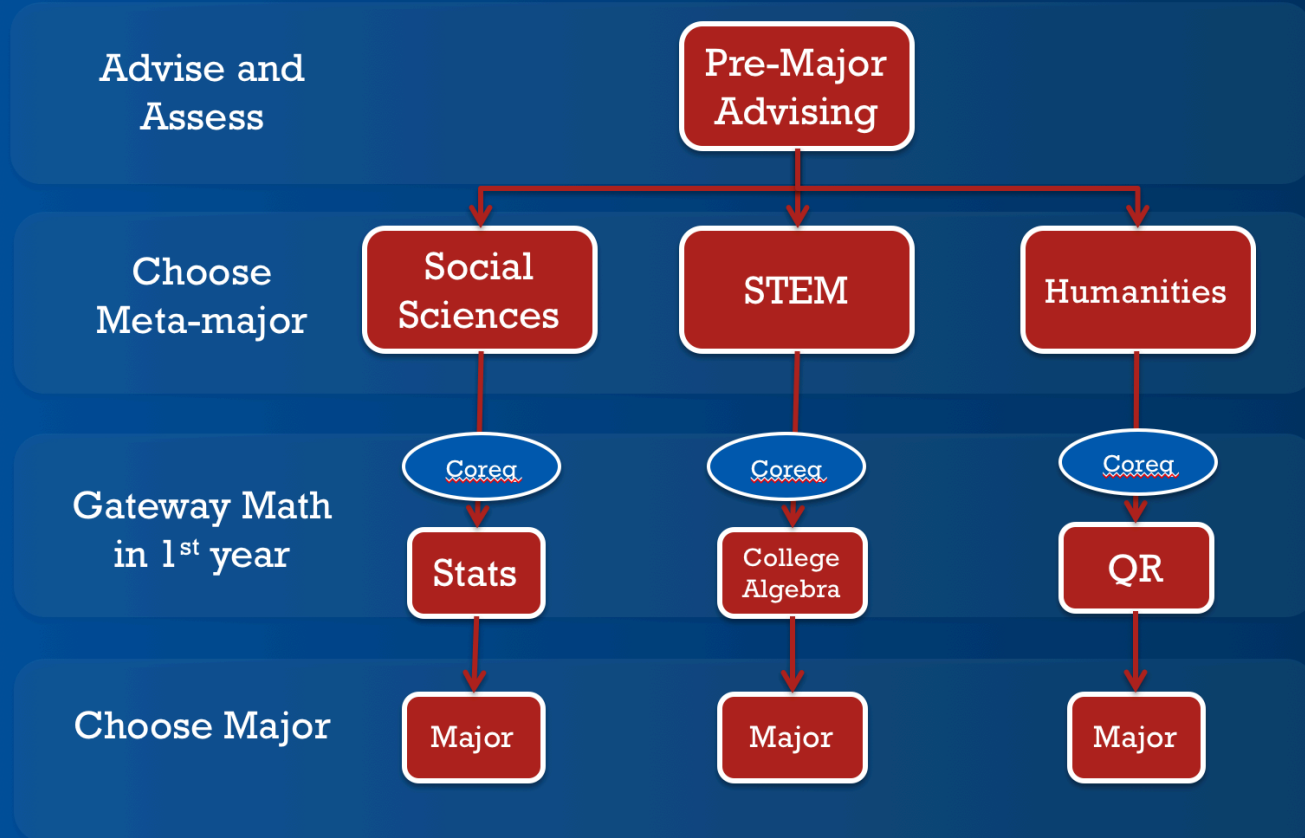 Advise and
Assess
Pre-Major
Advising
Choose
Meta-major
Social
Sciences
STEM
Humanities
Gateway Math
in 1st year
Coreq
Coreq
Coreq
Stats
College
Algebra
QR
Choose Major
Major
Major
Major